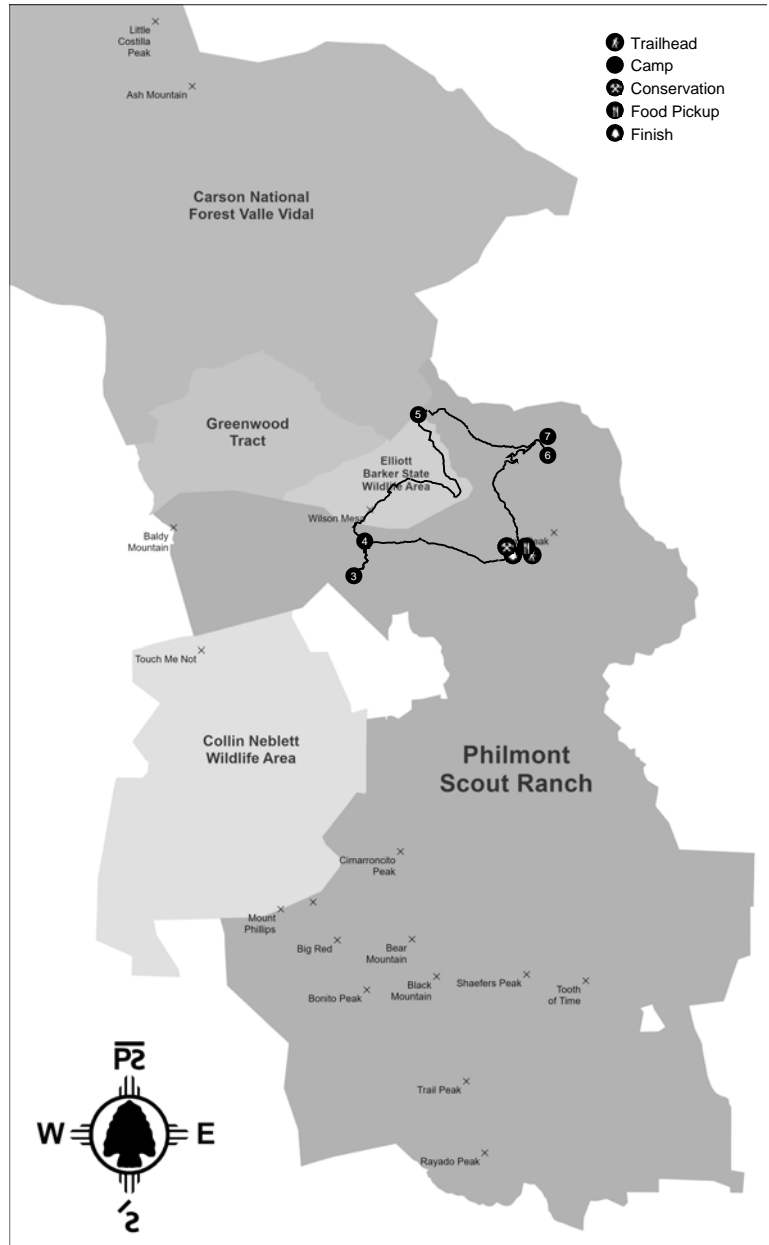 Little
Costilla
Peak
Ash Mountain
Trailhead
Camp
Conservation
Food Pickup
Finish
Carson National
Forest Valle Vidal
Greenwood
Tract
5
7
6
Elliott
Barker State
Wildlife Area
Wilson Mesa
Baldy
Mountain
4
3
Touch Me Not
Collin Neblett
Wildlife Area
Philmont
Scout Ranch
Cimarroncito
Peak
Mount
Phillips
Big Red
Bear
Mountain
Bonito Peak
Black
Mountain
Shaefers Peak
Tooth
of Time
Trail Peak
Rayado Peak
W
E